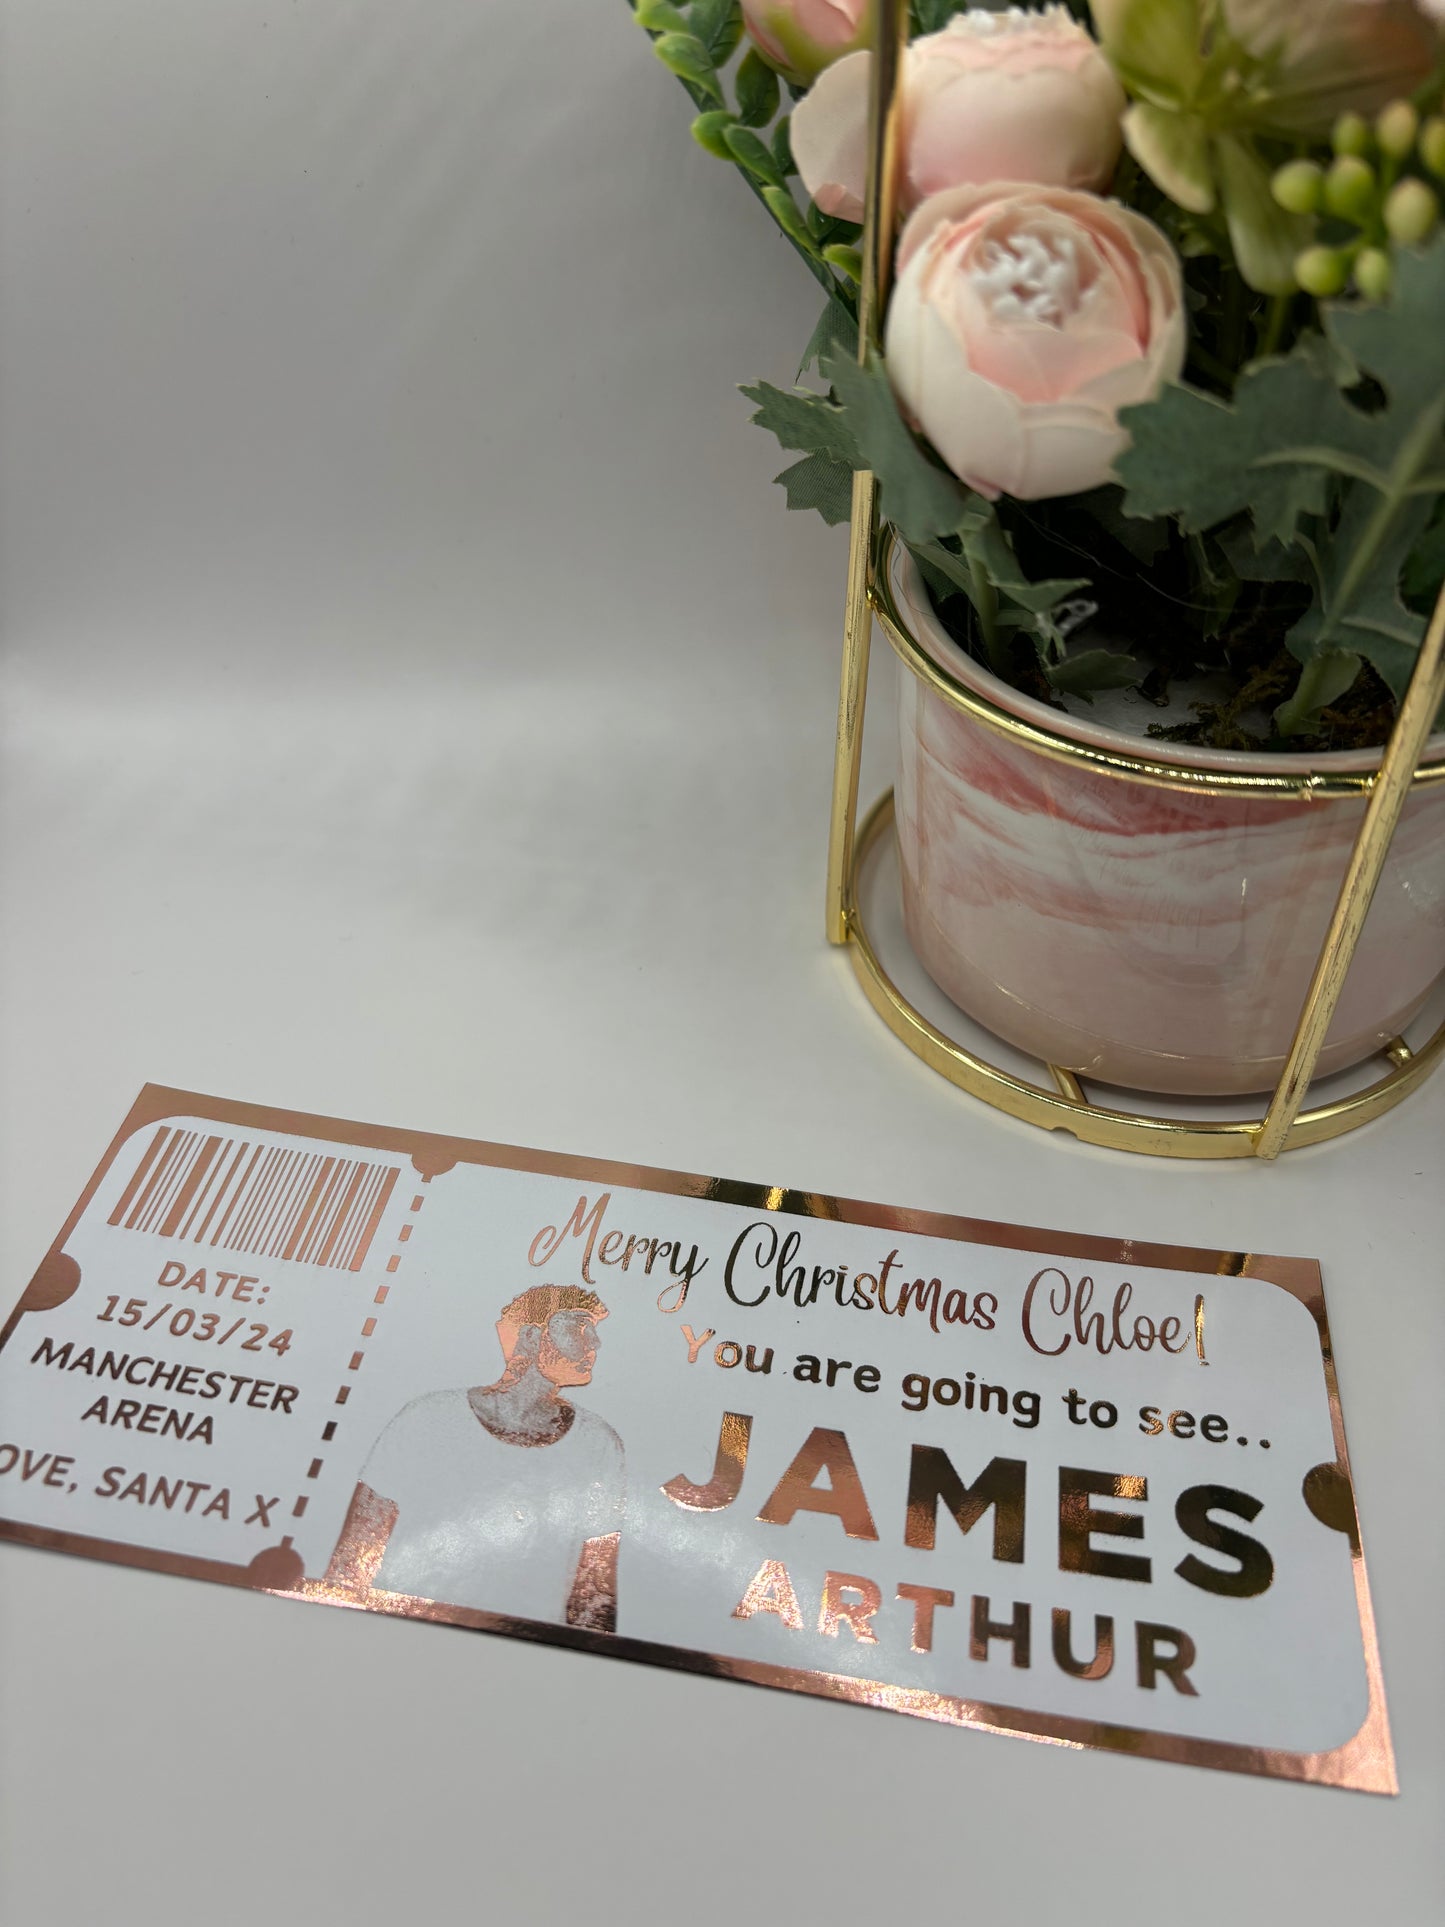 DATE:
15/03/24
MANCHESTER
ARENA
OVE, SANTA X
Merry Christmas Chloe!
You are going to see..
JAMES
ARTHUR